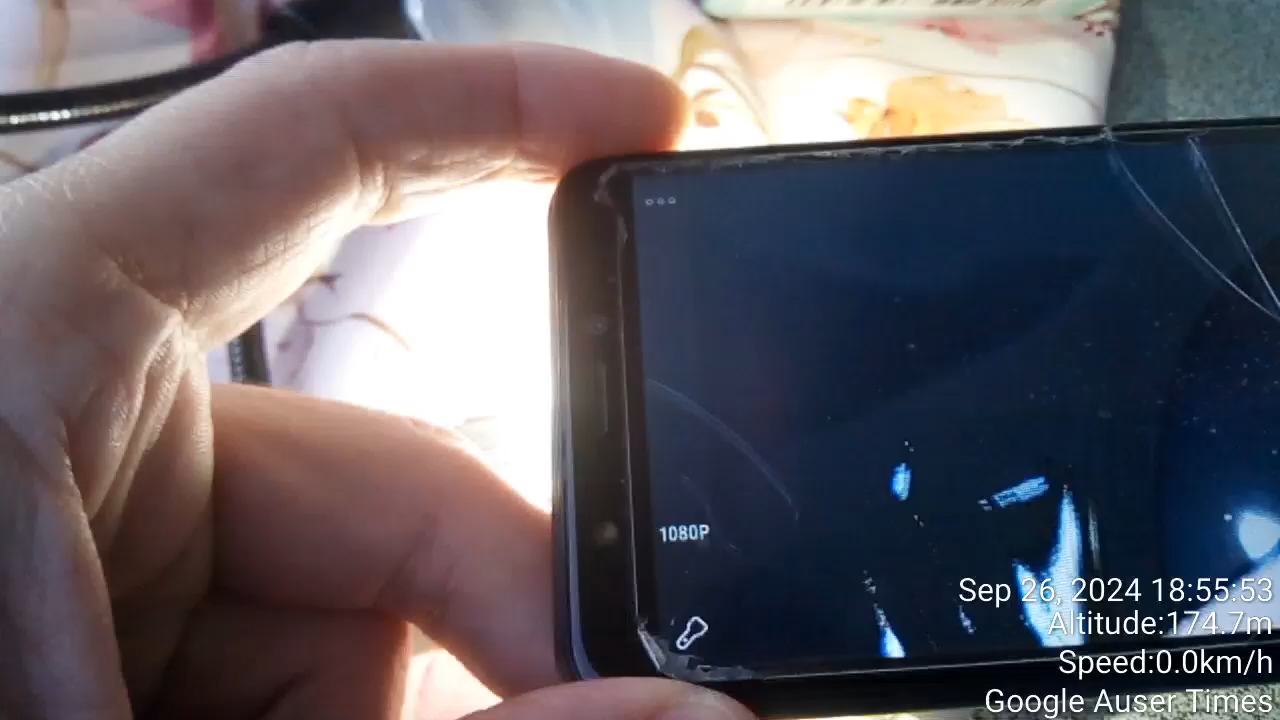 1080P
Sep 26, 2024 18:55:53
Altitude:174.7m
Speed:0.0km/h
Google Auser Times